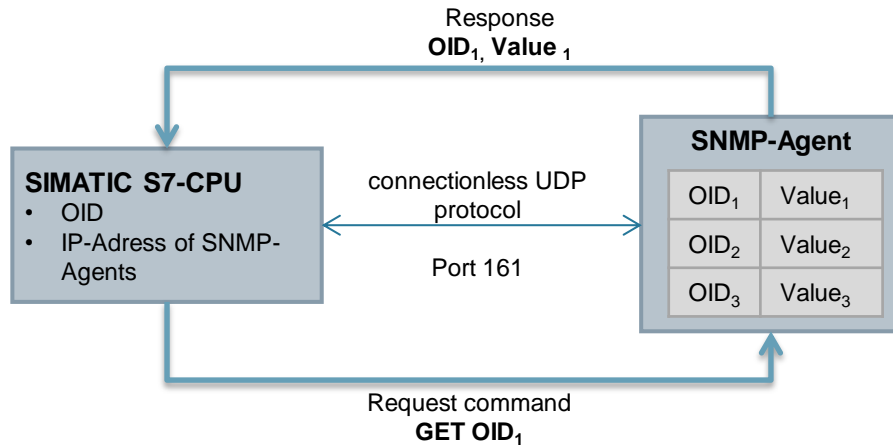 Response
OID₁, Value ₁
SNMP-Agent
SIMATIC S7-CPU
• OID
• IP-Adress of SNMP-
Agents
connectionless UDP
protocol
Port 161
OID₁ Value₁
OID₂ Value₂
OID₃ Value₃
Request command
GET OID₁